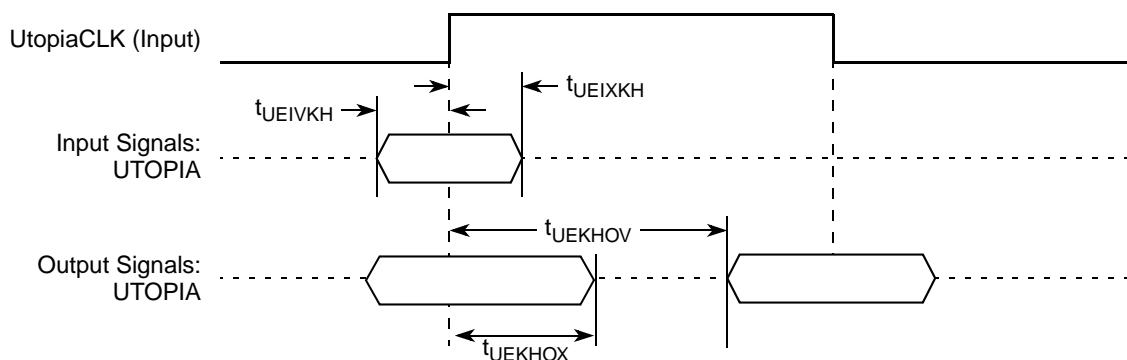 UtopiaCLK (Input)
tUEIVKH
tUEIXKH
Input Signals:
UTOPIA
tUEKHOV
Output Signals:
UTOPIA
tUEKHOX